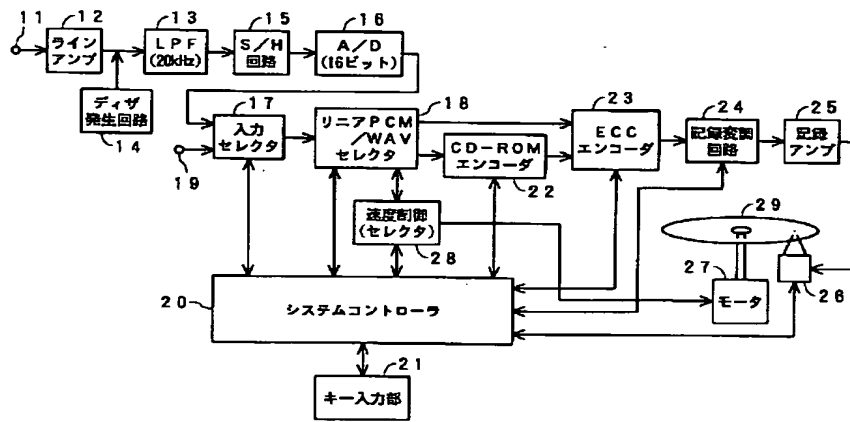 11
12
ライン
アンプ
13
LPF
(20kHz)
15
S/H
回路
16
A/D
(16ビット)
ディザ
発生回路
14
17
入力
セレクタ
19
18
リニアPCM
/WAV
セレクタ
CD-ROM
エンコーダ
22
23
ECC
エンコーダ
24
記録変調
回路
25
記録
アンプ
速度制御
(セレクタ)
28
29
27
モータ
26
20
システムコントローラ
21
キー入力部